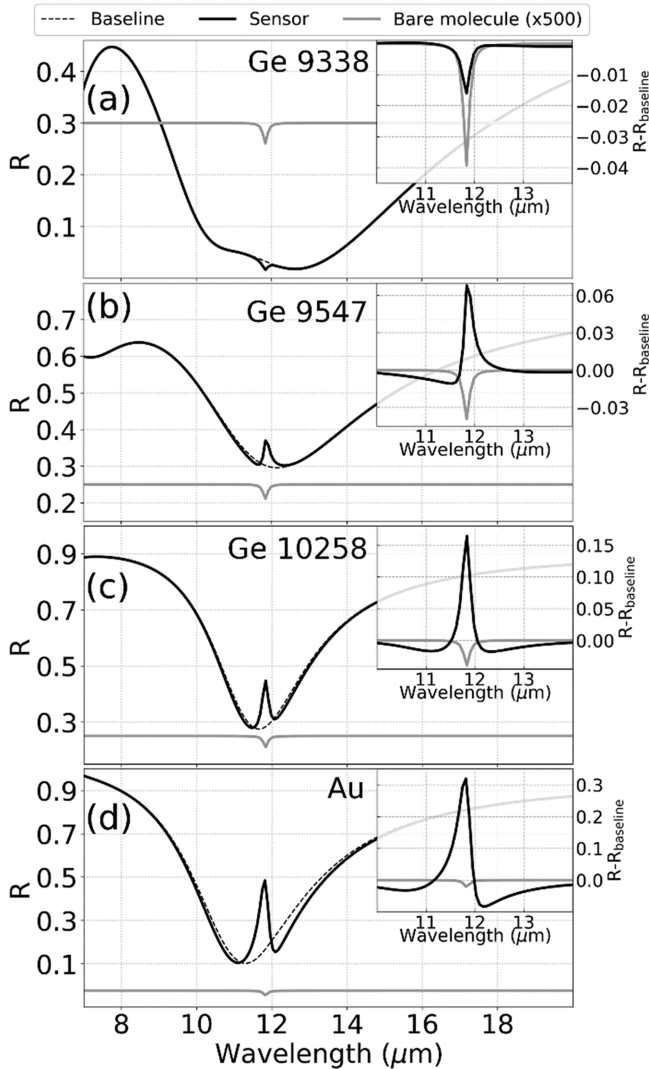 Baseline Sensor Bare molecule (x500)
(a) Ge 9338
0.4
0.3
0.2
0.1
R
−0.01
−0.02
−0.03
−0.04
R-Rbaseline
11 12 13
Wavelength (μm)
(b) Ge 9547
0.7
0.6
0.5
0.4
0.3
0.2
R
0.06
0.03
0.00
−0.03
R-Rbaseline
11 12 13
Wavelength (μm)
(c) Ge 10258
0.9
0.7
0.5
0.3
R
0.15
0.10
0.05
0.00
R-Rbaseline
11 12 13
Wavelength (μm)
(d) Au
0.9
0.7
0.5
0.3
0.1
R
0.3
0.2
0.1
0.0
R-Rbaseline
11 12 13
Wavelength (μm)
8 10 12 14 16 18
Wavelength (μm)